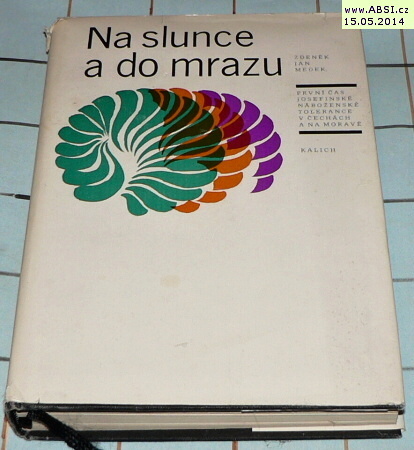 www.ABSI.cz
15.05.2014
Na slunce
a do mrazu
ZDENĚK
JAN
MEDEK
PRVNÍ ČAS
JOSEFINSKÉ
NÁBOŽENSKÉ
TOLERANCE
V ČECHÁCH
A NA MORAVĚ
KALICH